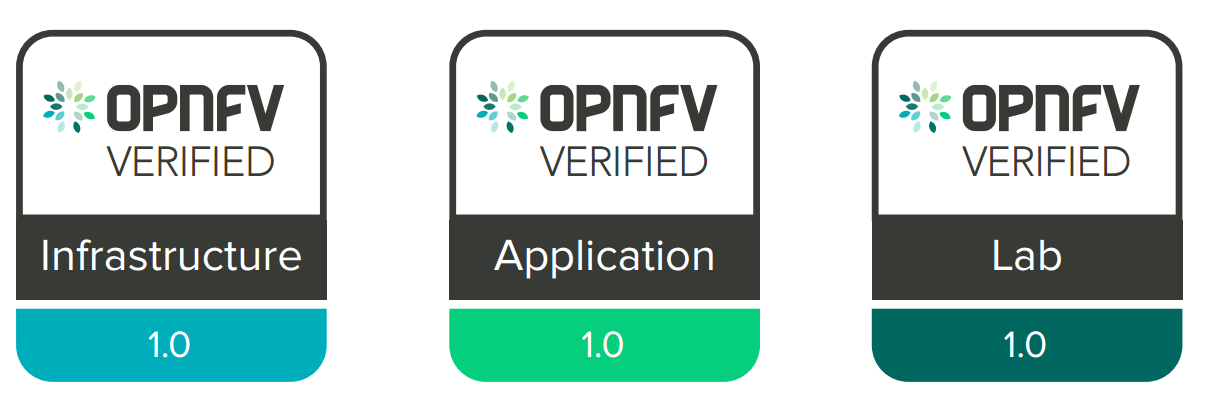 OPNFV
VERIFIED
Infrastructure
1.0
OPNFV
VERIFIED
Application
1.0
OPNFV
VERIFIED
Lab
1.0